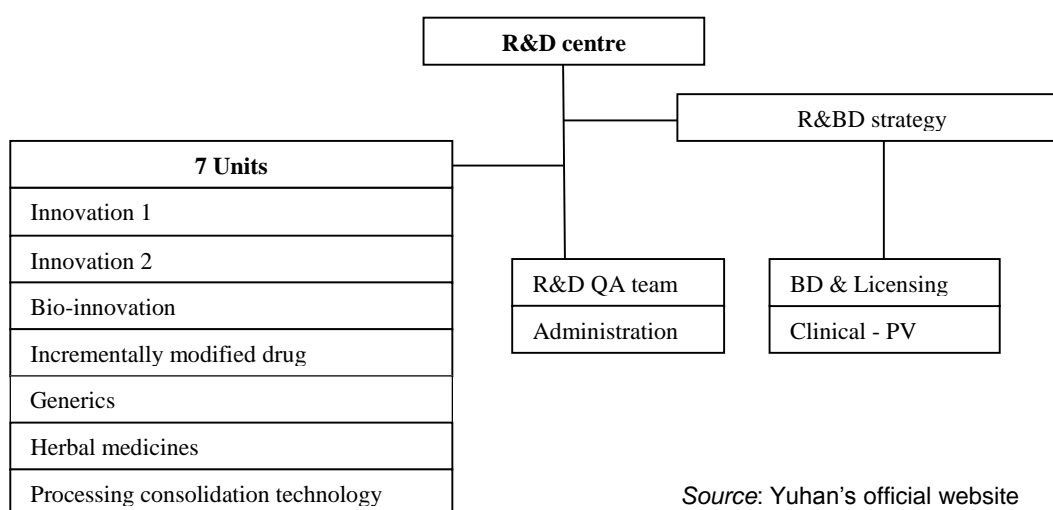 R&D centre
R&BD strategy
7 Units
Innovation 1
Innovation 2
Bio-innovation
Incrementally modified drug
Generics
Herbal medicines
Processing consolidation technology
R&D QA team
Administration
BD & Licensing
Clinical - PV
Source: Yuhan's official website